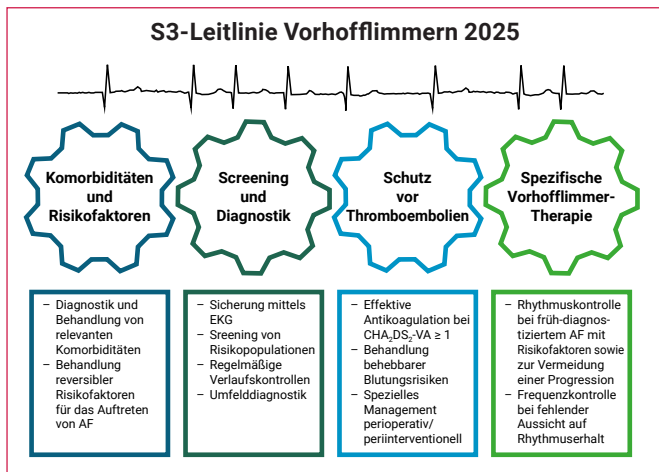 S3-Leitlinie Vorhofflimmern 2025
Komorbiditäten
und
Risikofaktoren
Screening
und
Diagnostik
Schutz
vor
Thromboembolien
Spezifische
Vorhofflimmer-
Therapie
– Diagnostik und
Behandlung von
relevanten
Komorbiditäten
– Behandlung
reversibler
Risikofaktoren
für das Auftreten
von AF
– Sicherung mittels
EKG
– Sreening von
Risikopopulationen
– Regelmäßige
Verlaufskontrollen
– Umfelddiagnostik
– Effektive
Antikoagulation bei
CHA₂DS₂-VA ≥ 1
– Behandlung
behebbarer
Blutungsrisiken
– Spezielles
Management
perioperativ/
periinterventionell
– Rhythmuskontrolle
bei früh-diagnos-
tiziertem AF mit
Risikofaktoren sowie
zur Vermeidung
einer Progression
– Frequenzkontrolle
bei fehlender
Aussicht auf
Rhythmuserhalt